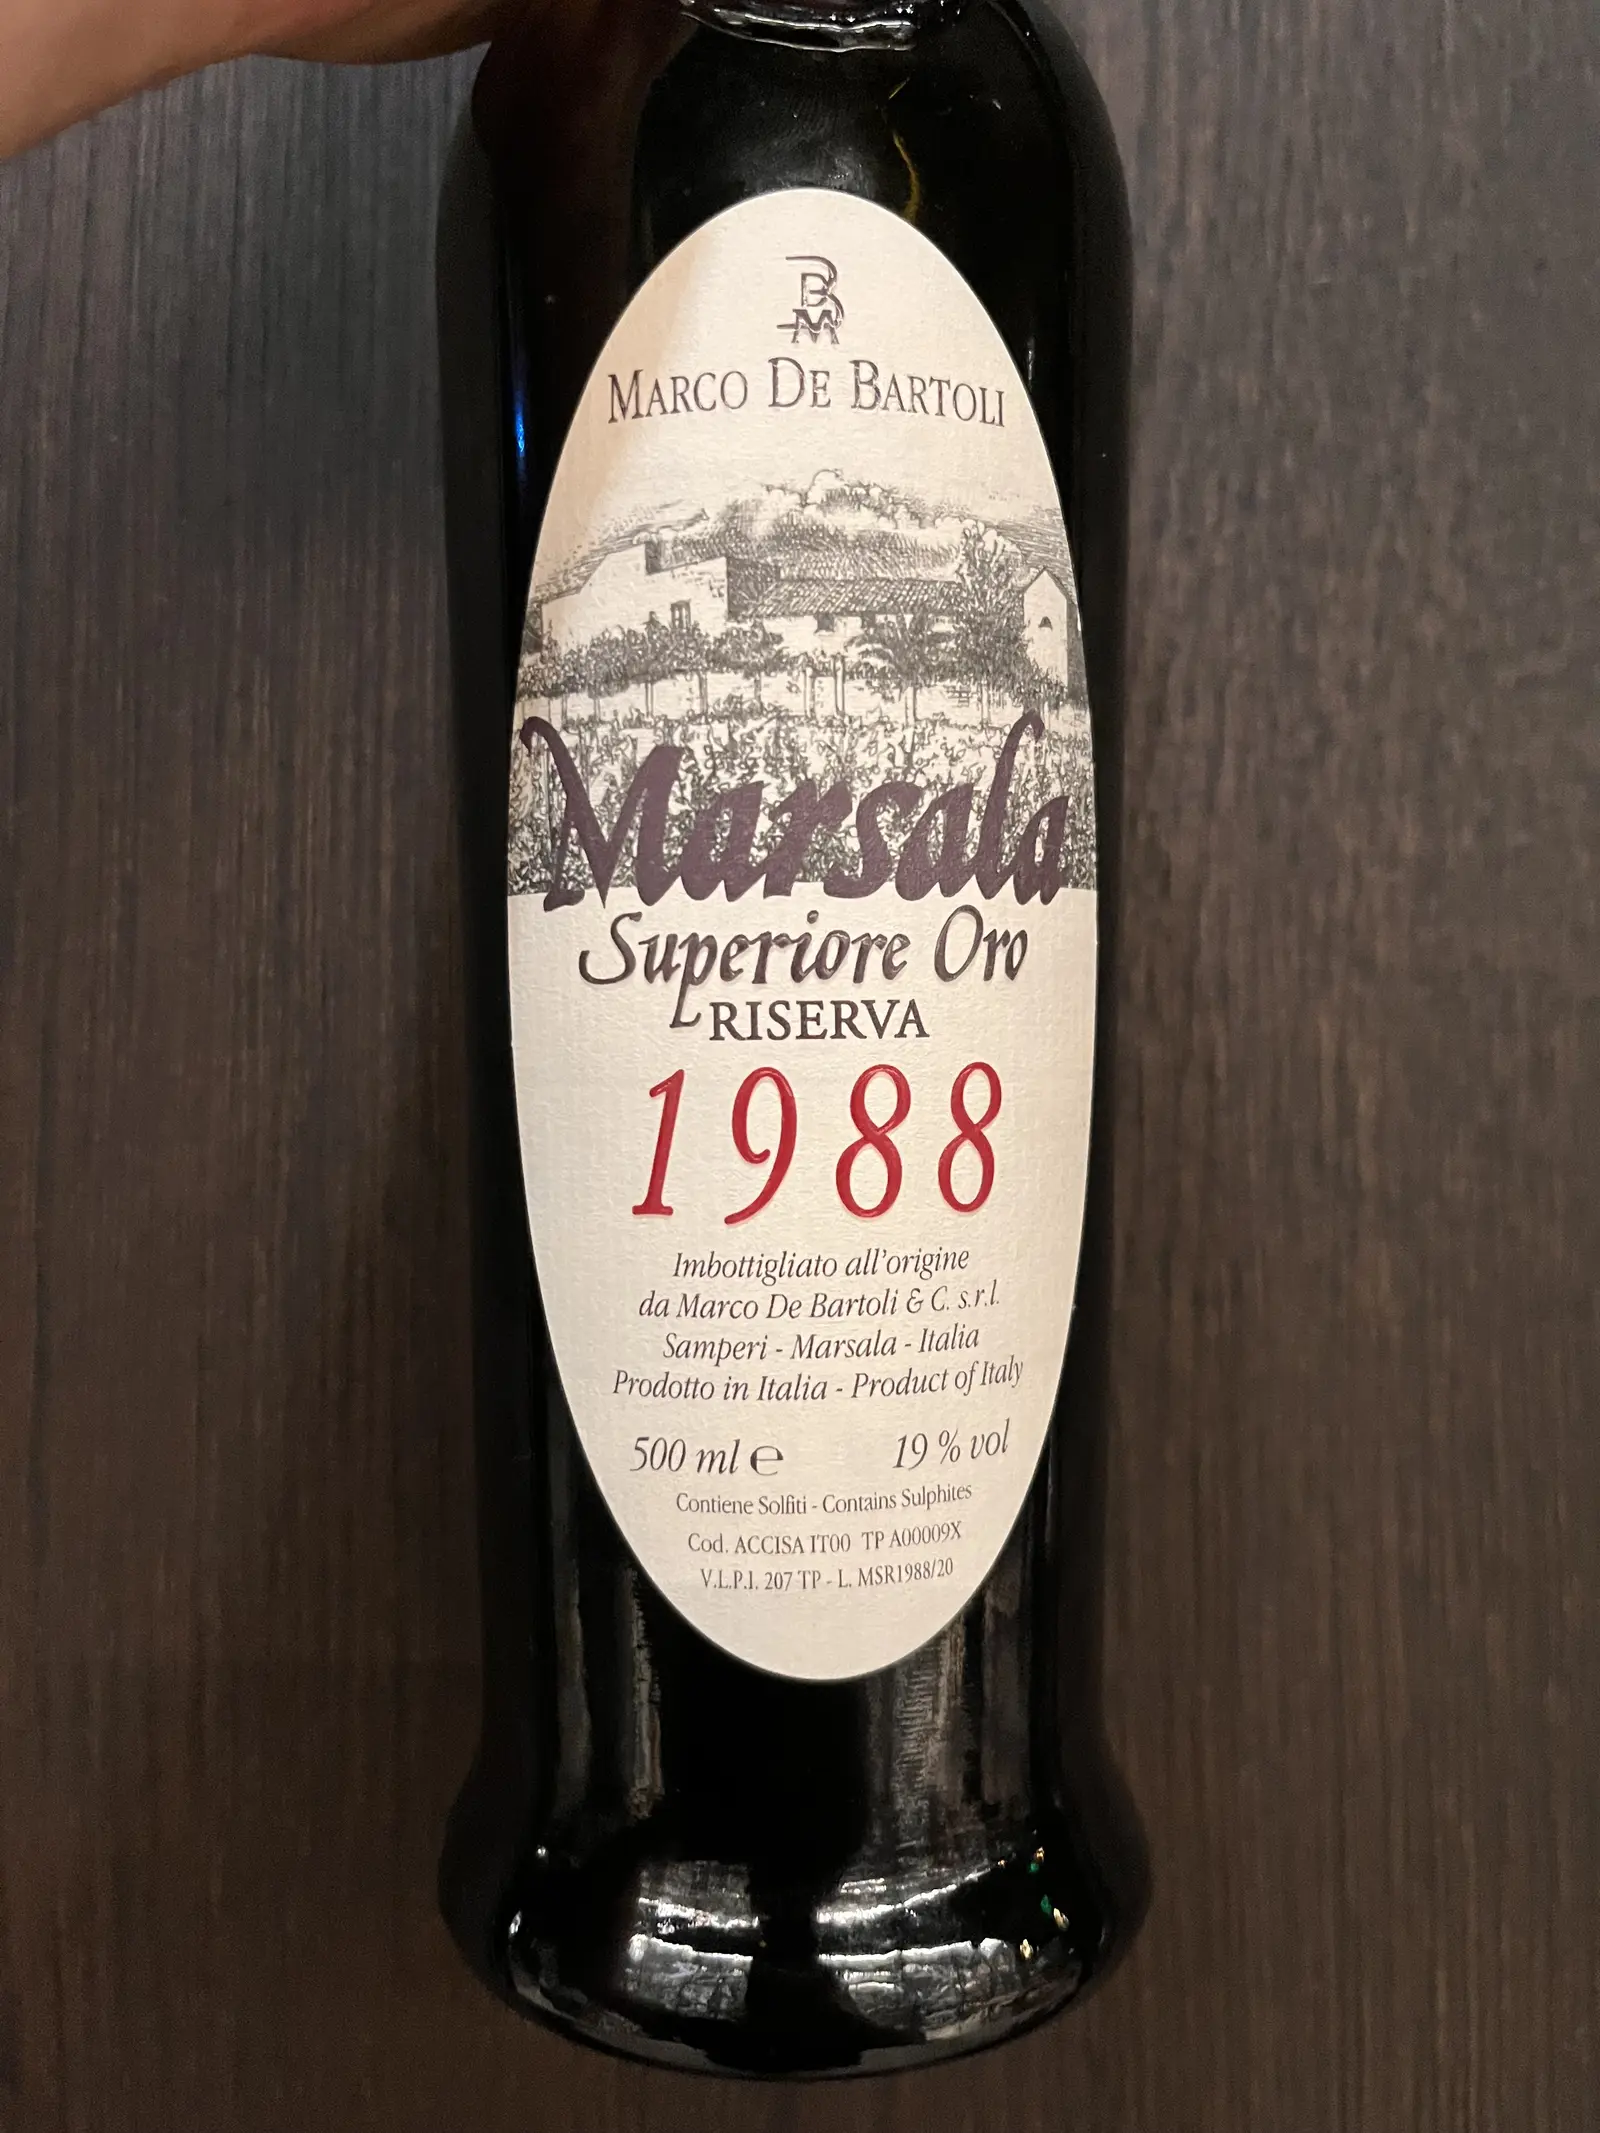 BM
MARCO DE BARTOLI
Marsala
Superiore Oro
RISERVA
1988
Imbottigliato all'origine
da Marco De Bartoli & C. s.r.l.
Samperi - Marsala - Italia
Prodotto in Italia - Product of Italy
500 ml ℮ 19 % vol
Contiene Solfiti - Contains Sulphites
Cod. ACCISA IT00 TP A00009X
V.L.P.I. 207 TP - L. MSR1988/20